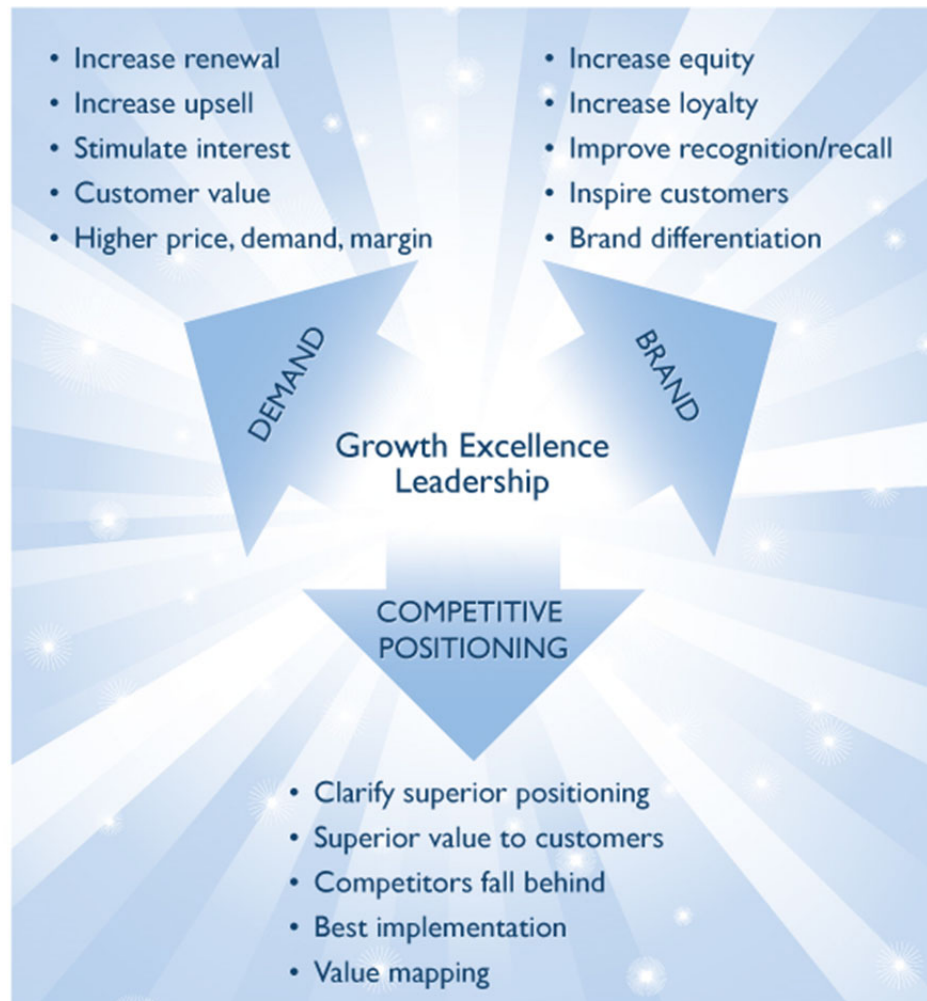 • Increase renewal
• Increase upsell
• Stimulate interest
• Customer value
• Higher price, demand, margin
• Increase equity
• Increase loyalty
• Improve recognition/recall
• Inspire customers
• Brand differentiation
DEMAND
BRAND
Growth Excellence
Leadership
COMPETITIVE
POSITIONING
• Clarify superior positioning
• Superior value to customers
• Competitors fall behind
• Best implementation
• Value mapping